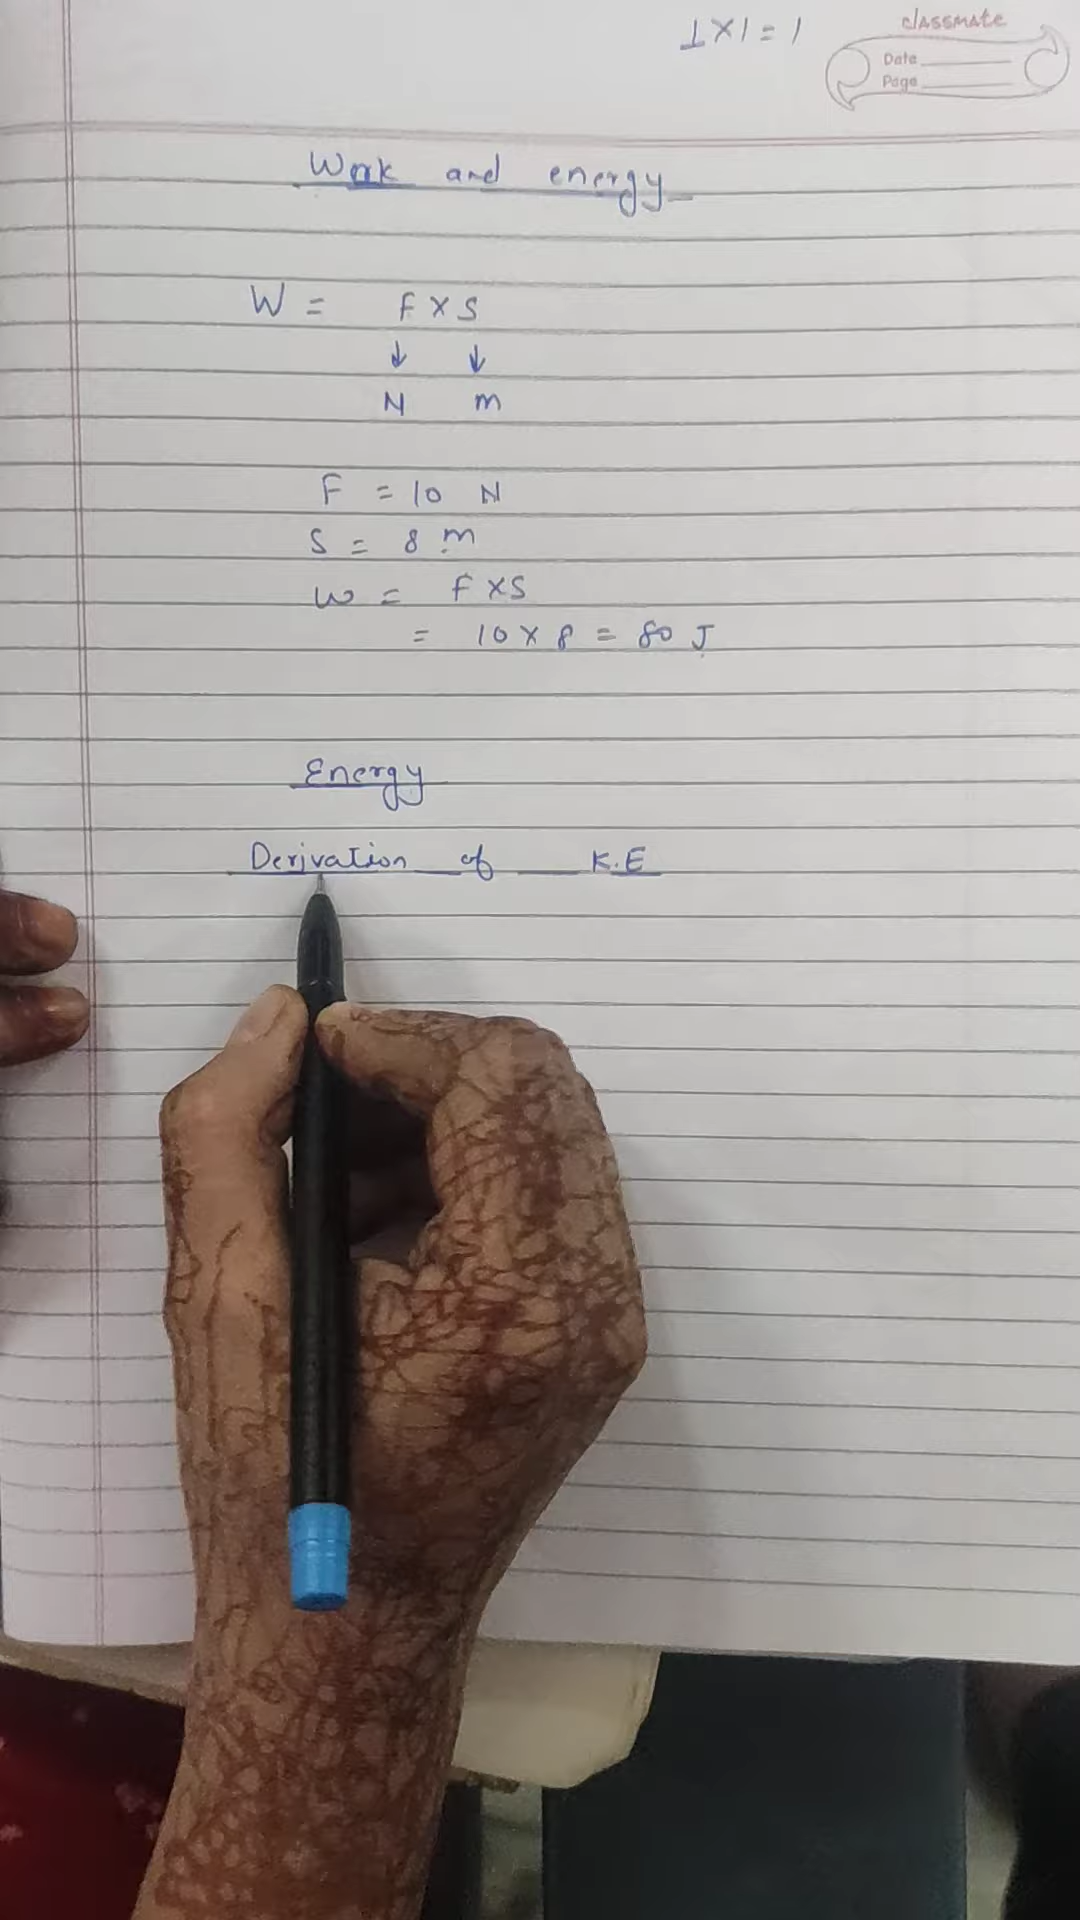 1 X 1 = 1
classmate
Date
Page
Work and energy
W = F X S
↓ ↓
N m
F = 10 N
S = 8 m
W = F X S
= 10 X 8 = 80 J
Energy
Derivation of K.E